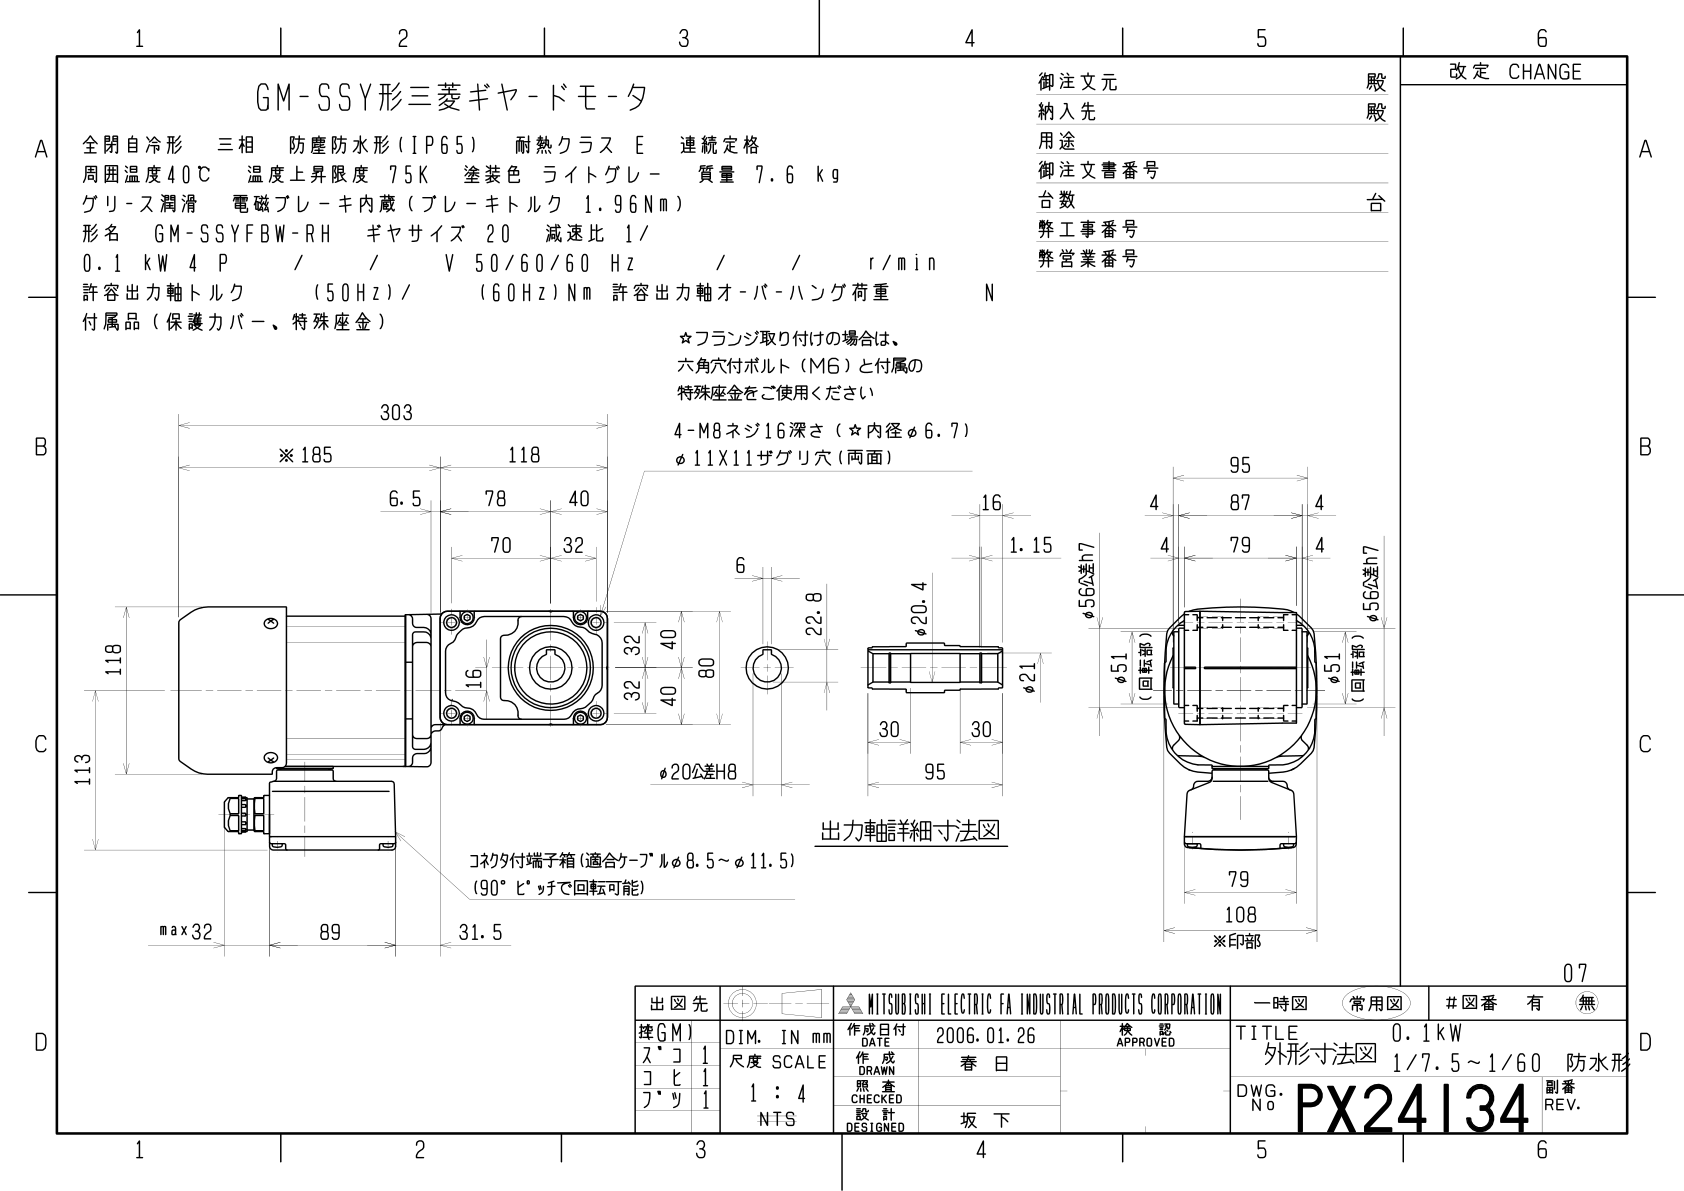 1 2 3 4 5 6
改定 CHANGE
A
B
C
D
GM-SSY形三菱ギヤードモータ
全閉自冷形 三相 防塵防水形(IP65) 耐熱クラス E 連続定格
周囲温度40℃ 温度上昇限度 75K 塗装色 ライトグレー 質量 7.6 kg
グリース潤滑 電磁ブレーキ内蔵(ブレーキトルク 1.96Nm)
形名 GM-SSYFBW-RH ギヤサイズ 20 減速比 1/
0.1 kW 4 P / / V 50/60/60 Hz / / r/min
許容出力軸トルク (50Hz)/ (60Hz)Nm 許容出力軸オーバーハング荷重 N
付属品(保護カバー、特殊座金)
御注文元 殿
納入先 殿
用途
御注文書番号
台数 台
弊工事番号
弊営業番号
☆フランジ取り付けの場合は、
六角穴付ボルト(M6)と付属の
特殊座金をご使用ください
4-M8ネジ16深さ(☆内径φ6.7)
φ11X11ザグリ穴(両面)
303
※185 118
6.5 78 40
70 32
118
113
16
32 40
32 40
80
max32 89 31.5
コネクタ付端子箱(適合ケーブルφ8.5~φ11.5)
(90°ピッチで回転可能)
6
22.8
φ20公差H8
16
1.15
φ20.4
φ21
30 30
95
出力軸詳細寸法図
95
4 87 4
4 79 4
φ56公差h7
φ56公差h7
φ51
(回転部)
φ51
(回転部)
79
108
※印部
07
出図先
MITSUBISHI ELECTRIC FA INDUSTRIAL PRODUCTS CORPORATION
一時図 常用図 #図番 有 無
GM)
スコ 1
コヒ 1
ブツ 1
DIM. IN mm
尺度 SCALE
1 : 4
NTS
作成日付
DATE
2006.01.26
検 認
APPROVED
作 成
DRAWN
春 日
照 査
CHECKED
設 計
DESIGNED
坂 下
TITLE
外形寸法図
0.1kW
1/7.5~1/60 防水形
DWG.
No
PX24134
副番
REV.
A
B
C
D
1 2 3 4 5 6